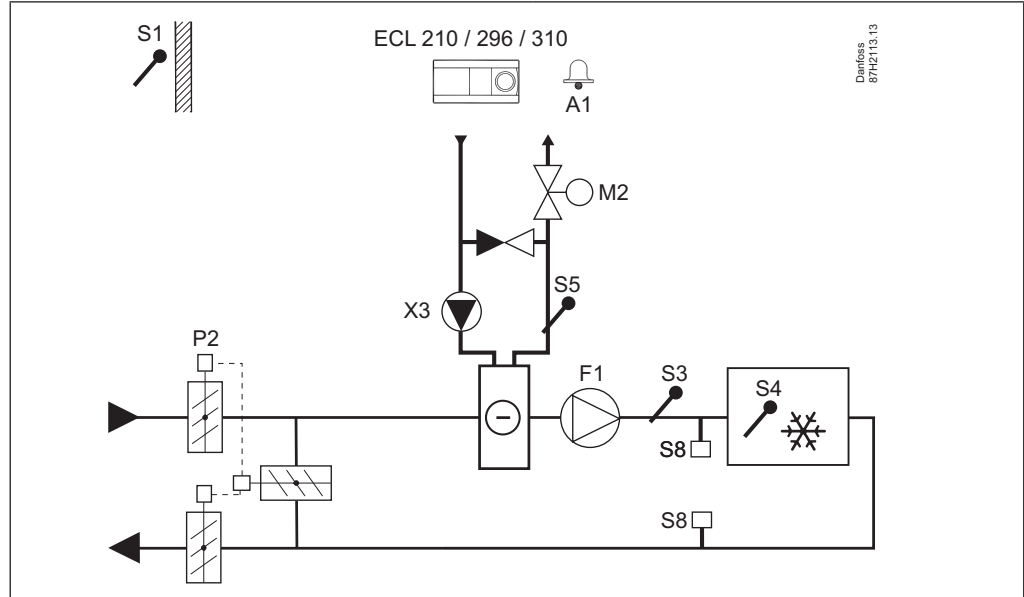 S1
ECL 210 / 296 / 310
A1
Danfoss
87H2113.13
M2
S5
X3
P2
F1
S3
S4
S8
S8